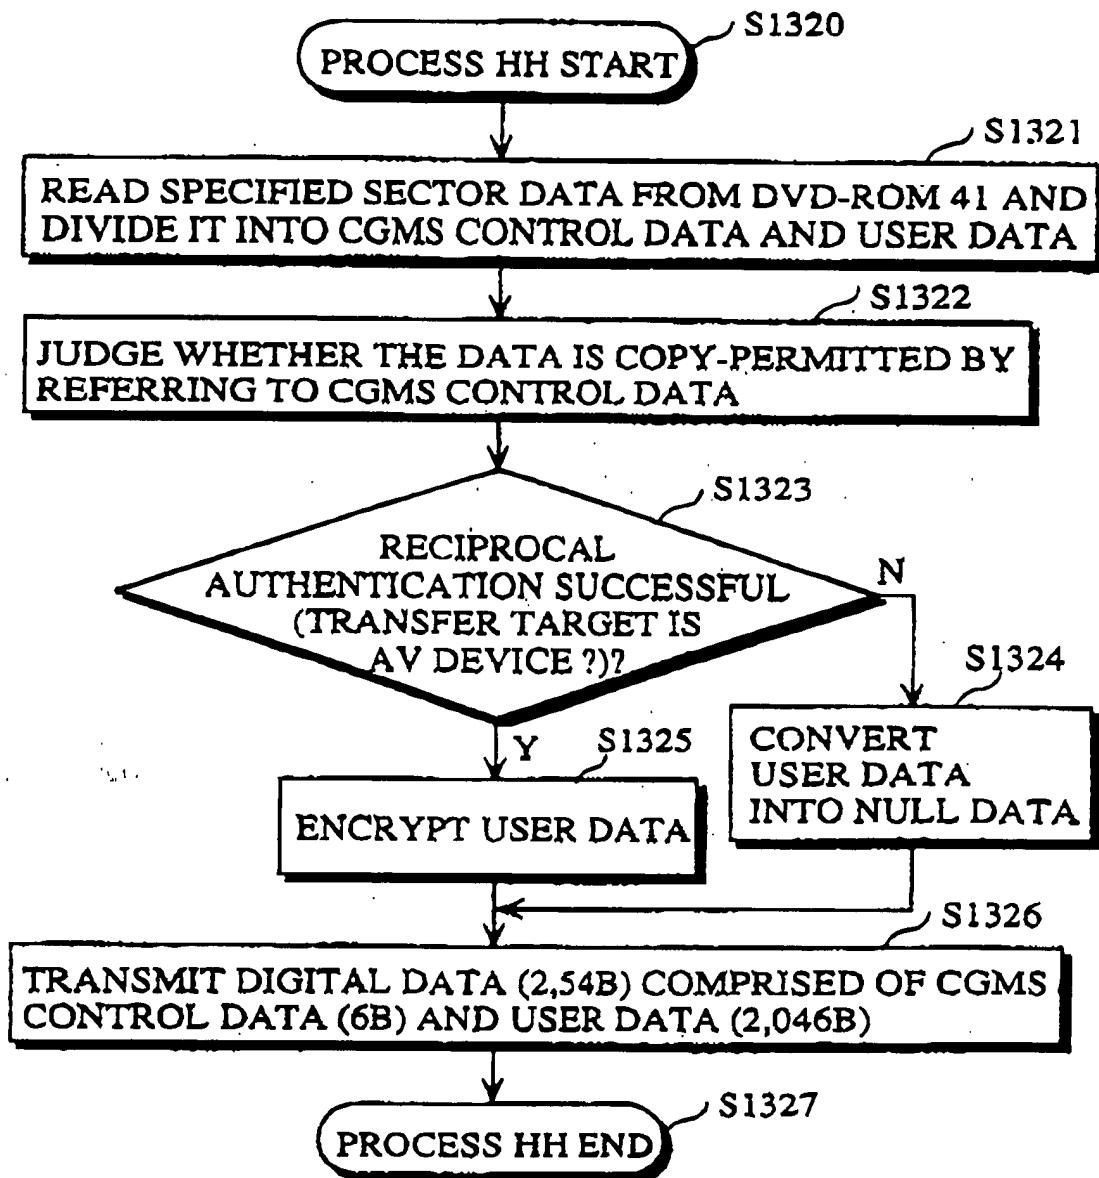 S1320
PROCESS HH START
S1321
READ SPECIFIED SECTOR DATA FROM DVD-ROM 41 AND
DIVIDE IT INTO CGMS CONTROL DATA AND USER DATA
S1322
JUDGE WHETHER THE DATA IS COPY-PERMITTED BY
REFERRING TO CGMS CONTROL DATA
S1323
RECIPROCAL
AUTHENTICATION SUCCESSFUL
(TRANSFER TARGET IS
AV DEVICE ?)?
N
S1324
CONVERT
USER DATA
INTO NULL DATA
Y
S1325
ENCRYPT USER DATA
S1326
TRANSMIT DIGITAL DATA (2,54B) COMPRISED OF CGMS
CONTROL DATA (6B) AND USER DATA (2,046B)
S1327
PROCESS HH END